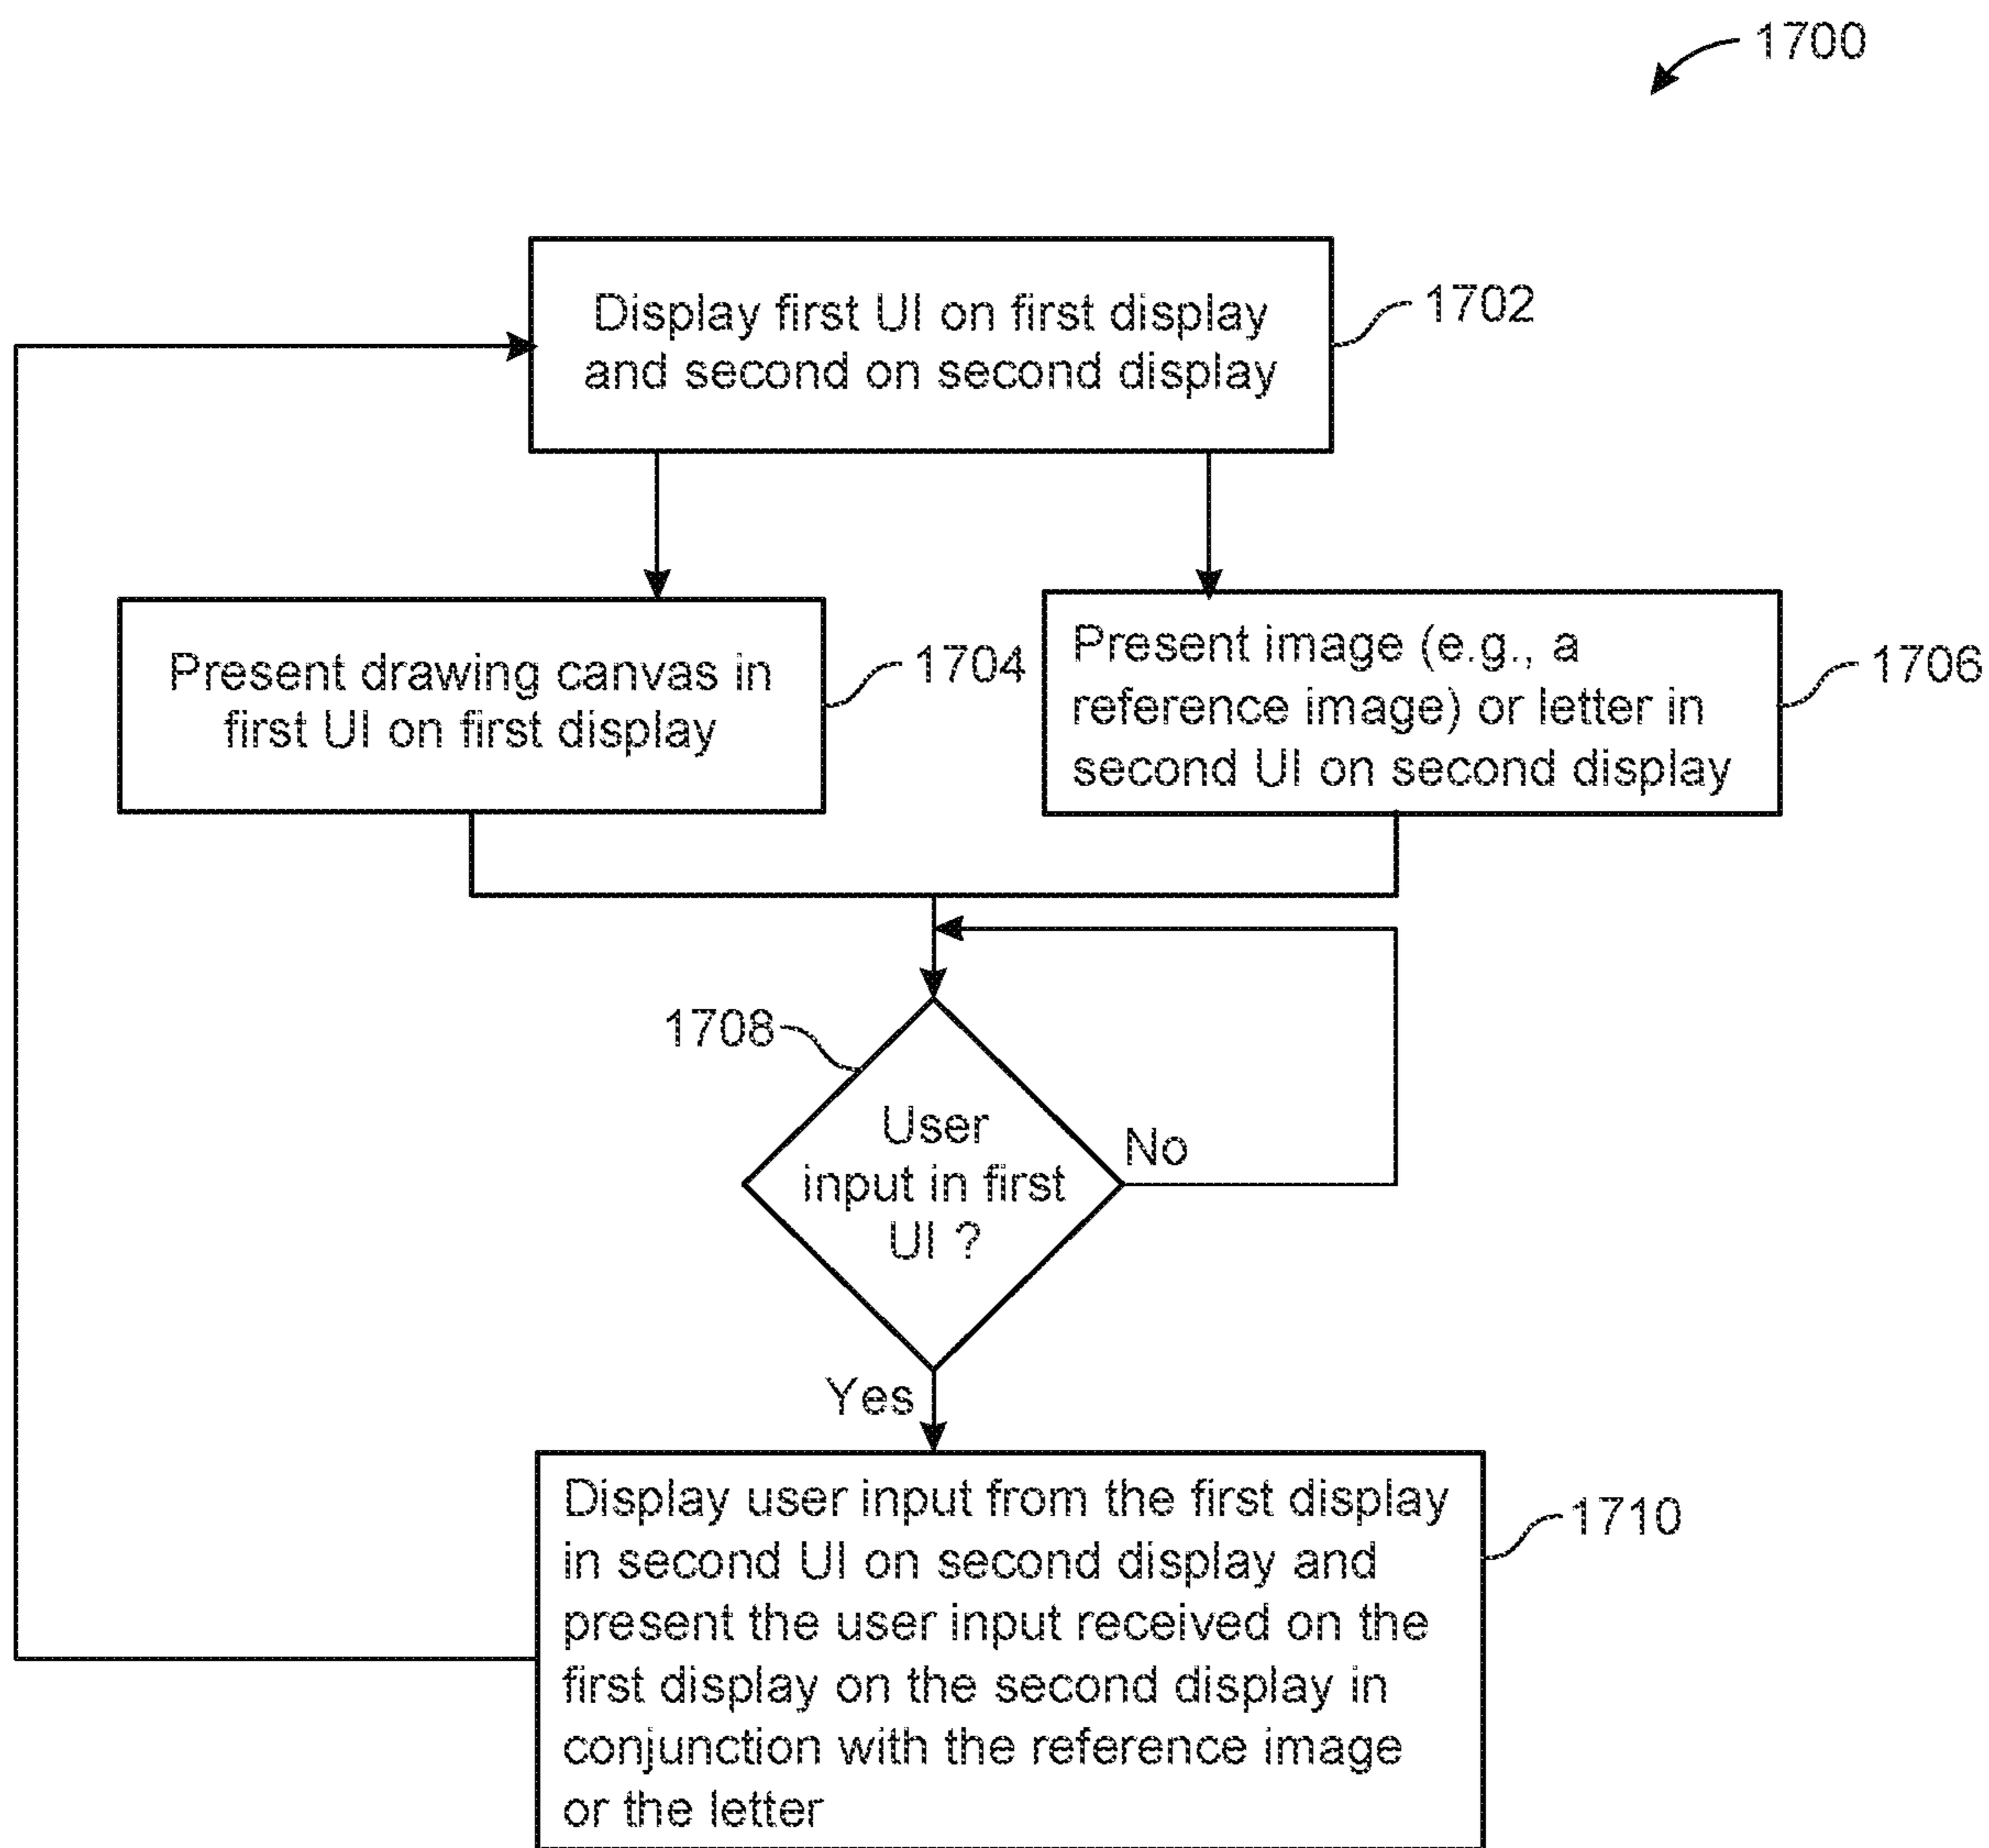 1700
Display first UI on first display
and second on second display
1702
Present drawing canvas in
first UI on first display
1704
Present image (e.g., a
reference image) or letter in
second UI on second display
1706
1708
User
input in first
UI ?
No
Yes
Display user input from the first display
in second UI on second display and
present the user input received on the
first display on the second display in
conjunction with the reference image
or the letter
1710